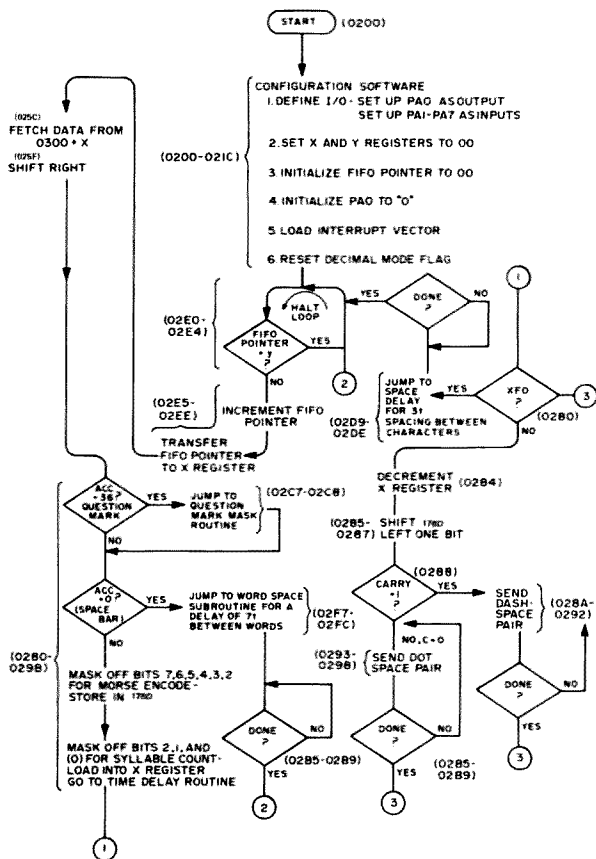 START
(0200)
CONFIGURATION SOFTWARE
1. DEFINE I/O- SET UP PA0 AS OUTPUT
SET UP PA1-PA7 AS INPUTS
2. SET X AND Y REGISTERS TO 00
3. INITIALIZE FIFO POINTER TO 00
4. INITIALIZE PA0 TO "0"
5. LOAD INTERRUPT VECTOR
6. RESET DECIMAL MODE FLAG
(0200-021C)
(025C)
FETCH DATA FROM
0300 + X
(025F)
SHIFT RIGHT
(02E0-
02E4)
HALT
LOOP
FIFO
POINTER
= Y
?
YES
NO
2
YES
DONE
?
NO
1
(02E5-
02EE)
INCREMENT FIFO
POINTER
TRANSFER
FIFO POINTER
TO X REGISTER
JUMP TO
SPACE
DELAY
FOR 3t
SPACING BETWEEN
CHARACTERS
(02D9-
02DE
YES
XFO
?
3
(0280)
NO
ACC
=36?
QUESTION
MARK
YES
JUMP TO
QUESTION
MARK MASK
ROUTINE
(02C7-02C8)
NO
DECREMENT
X REGISTER
(0284)
(0285-
0287)
SHIFT 178D
LEFT ONE BIT
ACC
=0?
(SPACE
BAR)
YES
JUMP TO WORD SPACE
SUBROUTINE FOR A
DELAY OF 7t
BETWEEN WORDS
(02F7-
02FC)
NO
CARRY
=1
?
(0288)
YES
SEND
DASH-
SPACE
PAIR
(028A-
0292)
NO,C=0
(0293-
0298)
SEND DOT
SPACE PAIR
(0280-
029B)
MASK OFF BITS 7,6,5,4,3,2
FOR MORSE ENCODE-
STORE IN 178D
DONE
?
NO
YES
(02B5-02B9)
2
DONE
?
NO
YES
(02B5-
02B9)
3
DONE
?
NO
YES
3
MASK OFF BITS 2,1, AND
(0) FOR SYLLABLE COUNT-
LOAD INTO X REGISTER
GO TO TIME DELAY ROUTINE
1